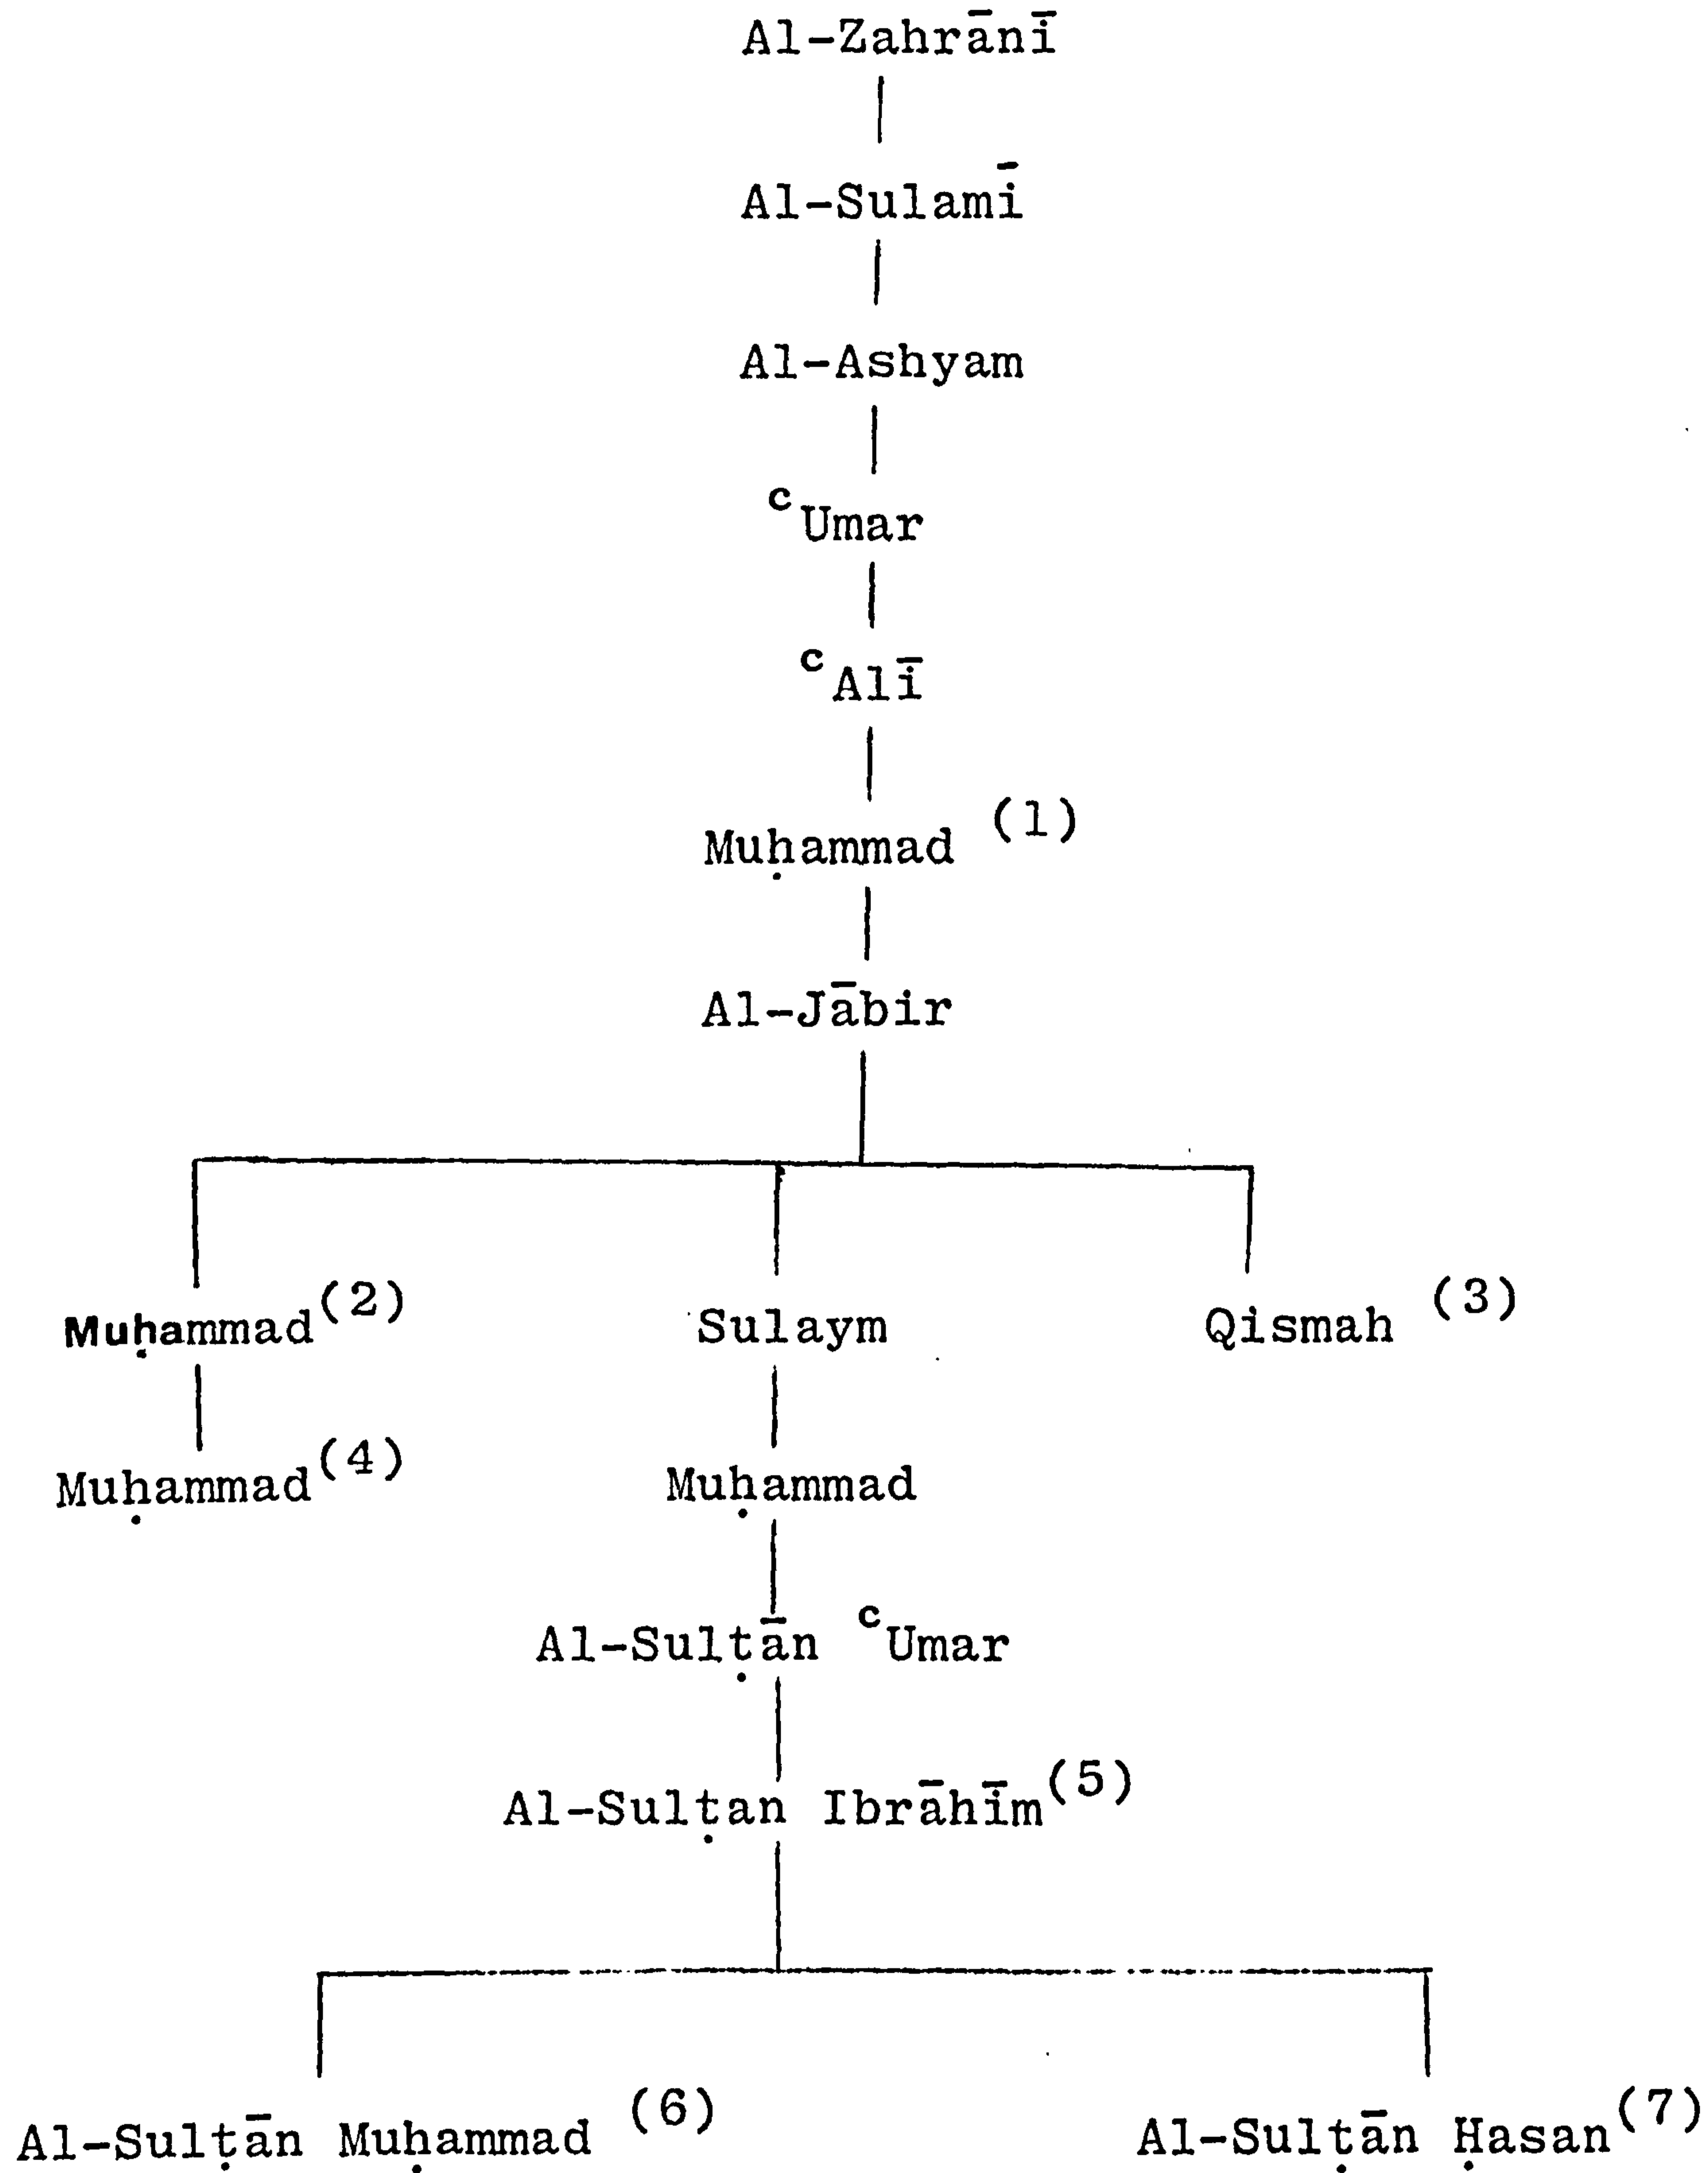 Al-Zahrānī
Al-Sulamī
Al-Ashyam
ᶜUmar
ᶜAlī
Muḥammad (1)
Al-Jābir
Muḥammad (2) Sulaym Qismah (3)
Muḥammad (4) Muḥammad
Al-Sulṭān ᶜUmar
Al-Sulṭan Ibrāhīm (5)
Al-Sulṭān Muḥammad (6) Al-Sulṭān Ḥasan (7)